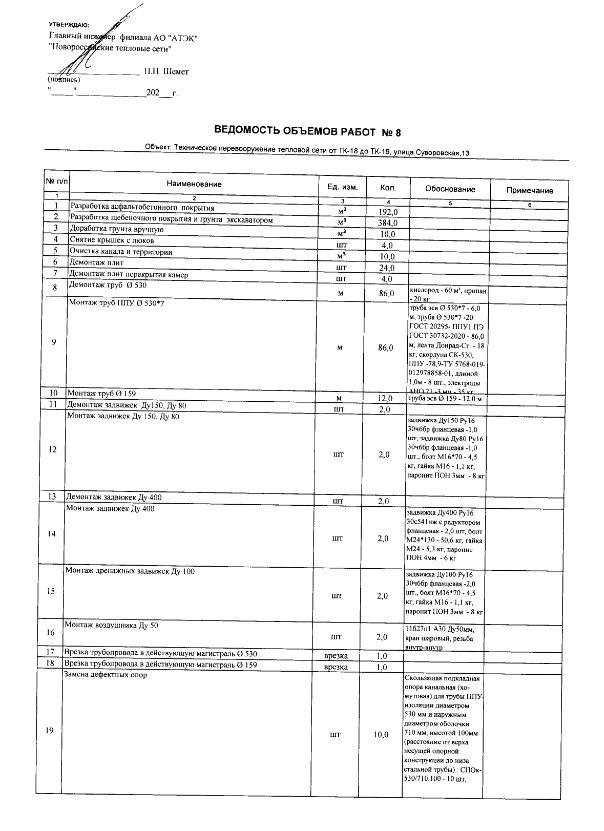 УТВЕРЖДАЮ:
Главный инженер филиала АО "АТЭК"
"Новороссийские тепловые сети"
П.П. Шемет
(подпись)
"_____"______________202___г.
ВЕДОМОСТЬ ОБЪЕМОВ РАБОТ № 8
Объект: Техническое перевооружение тепловой сети от ТК-18 до ТК-19, улица Суворовская,13
№ п/п Наименование Ед. изм. Кол. Обоснование Примечание
1 2 3 4 5 6
1 Разработка асфальтобетонного покрытия м² 192,0
2 Разработка щебеночного покрытия и грунта экскаватором м³ 384,0
3 Доработка грунта вручную м³ 10,0
4 Снятие крышек с люков шт 4,0
5 Очистка канала и территории м³ 10,0
6 Демонтаж плит шт 24,0
7 Демонтаж плит перекрытия камер шт 4,0
8 Демонтаж труб Ø 530 м 86,0 кислород - 60 м³, пропан
- 20 кг
9 Монтаж труб ППУ Ø 530*7 м 86,0 труба эсв Ø 530*7 - 6,0
м, труба Ø 530*7 -20
ГОСТ 20295- ППУ1 ПЭ
ГОСТ 30732-2020 - 86,0
м, лента Донрад-Ст - 18
кг, скорлупа СК-530,
ППУ -78,9-ТУ 5768-019-
012978858-01, длиной
1,0м - 8 шт., электроды
АНО 21 -3 мм - 35 кг
10 Монтаж труб Ø 159 м 12,0 труба эсв Ø 159 - 12,0 м
11 Демонтаж задвижек Ду150, Ду 80 шт 2,0
12 Монтаж задвижек Ду 150, Ду 80 шт 2,0 задвижка Ду150 Ру16
30ч6бр фланцевая -1,0
шт, задвижка Ду80 Ру16
30ч6бр фланцевая -1,0
шт., болт М16*70 - 4,5
кг, гайка М16 - 1,1 кг,
паронит ПОН 3мм - 8 кг
13 Демонтаж задвижек Ду 400 шт 2,0
14 Монтаж задвижек Ду 400 шт 2,0 задвижка Ду400 Ру16
30с541нж с редуктором
фланцевая - 2,0 шт, болт
М24*130 - 50,6 кг, гайка
М24 - 5,3 кг, паронит
ПОН 4мм - 6 кг
15 Монтаж дренажных задвижек Ду 100 шт 2,0 задвижка Ду100 Ру16
30ч6бр фланцевая -2,0
шт., болт М16*70 - 4,5
кг, гайка М16 - 1,1 кг,
паронит ПОН 3мм - 8 кг
16 Монтаж воздушника Ду 50 шт 2,0 11б27п1 А30 Ду50мм,
кран шаровый, резьба
внутр-внутр
17 Врезка трубопровода в действующую магистраль Ø 530 врезка 1,0
18 Врезка трубопровода в действующую магистраль Ø 159 врезка 1,0
19 Замена дефектных опор шт 10,0 Скользящая подкладная
опора канальная (хо-
мутовая) для трубы ППУ-
изоляции диаметром
530 мм и наружным
диаметром оболочки
710 мм, высотой 100мм
(расстояние от верха
несущей опорной
конструкции до низа
стальной трубы) : СПОк-
530/710.100 - 10 шт.